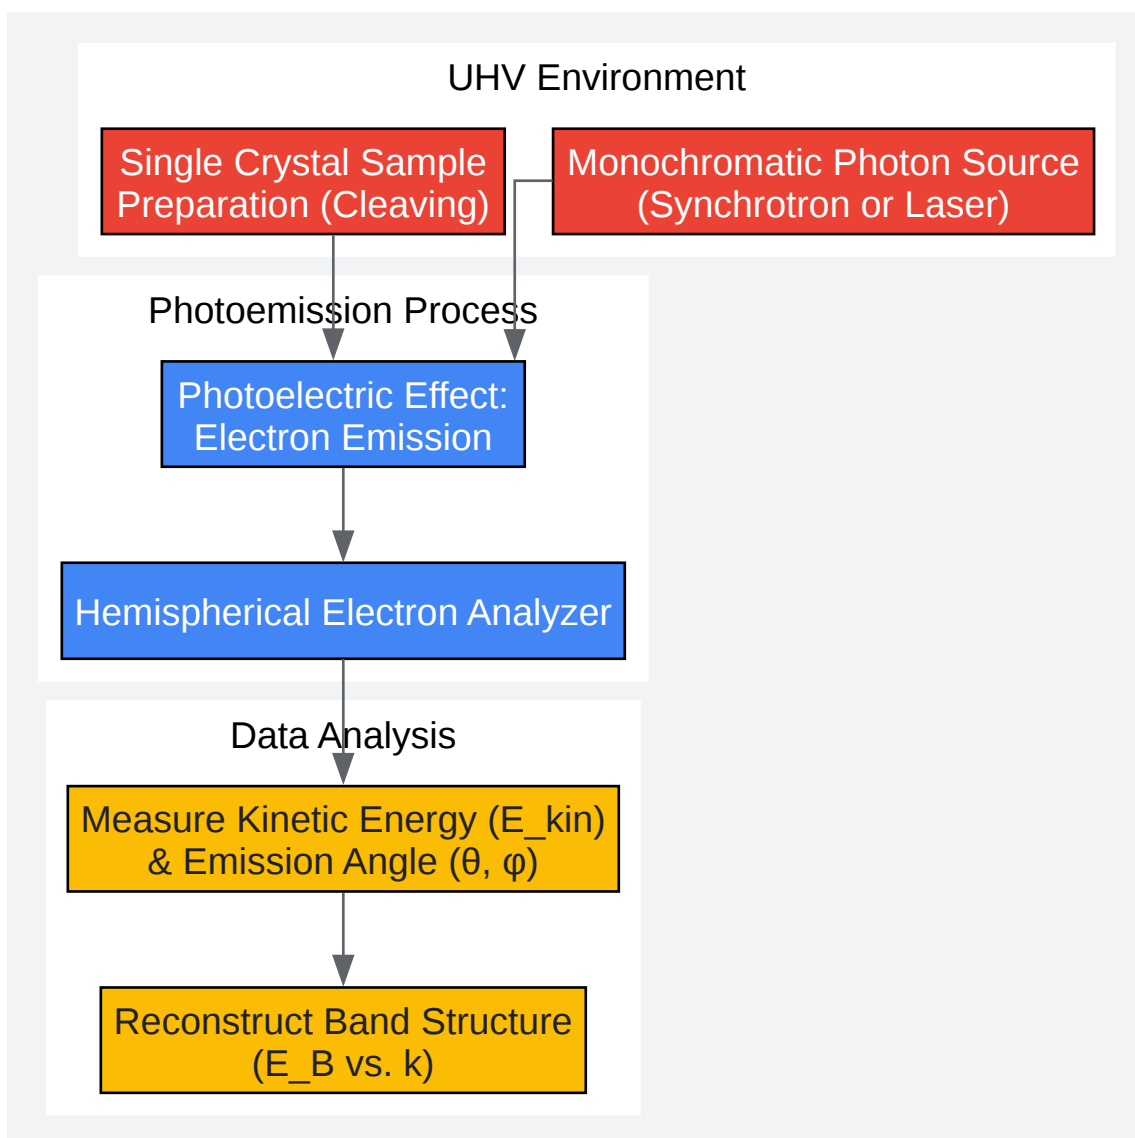 UHV Environment
Single Crystal Sample
Preparation (Cleaving)
Monochromatic Photon Source
(Synchrotron or Laser)
Photoemission Process
Photoelectric Effect:
Electron Emission
Hemispherical Electron Analyzer
Data Analysis
Measure Kinetic Energy (E_kin)
& Emission Angle (θ, φ)
Reconstruct Band Structure
(E_B vs. k)